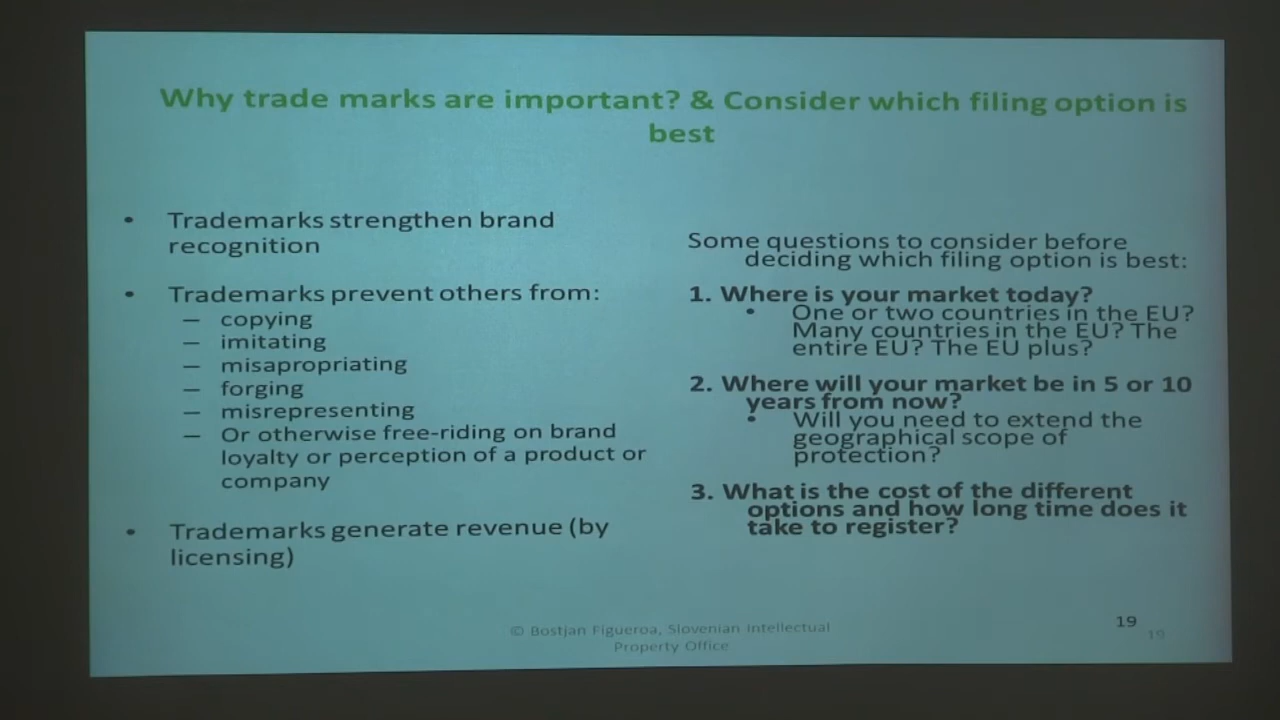 Why trade marks are important? & Consider which filing option is
best
• Trademarks strengthen brand
recognition
• Trademarks prevent others from:
– copying
– imitating
– misapropriating
– forging
– misrepresenting
– Or otherwise free-riding on brand
loyalty or perception of a product or
company
• Trademarks generate revenue (by
licensing)
Some questions to consider before
deciding which filing option is best:
1. Where is your market today?
• One or two countries in the EU?
Many countries in the EU? The
entire EU? The EU plus?
2. Where will your market be in 5 or 10
years from now?
• Will you need to extend the
geographical scope of
protection?
3. What is the cost of the different
options and how long time does it
take to register?
© Bostjan Figueroa, Slovenian Intellectual
Property Office
19
19